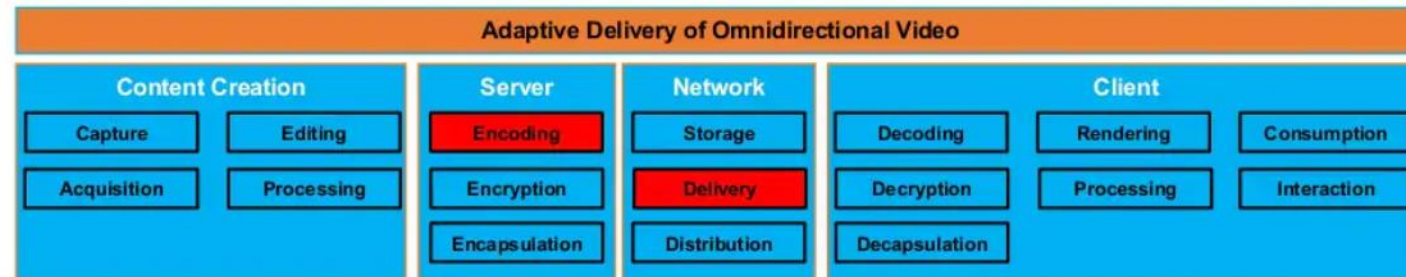 Adaptive Delivery of Omnidirectional Video
Content Creation
Capture
Editing
Acquisition
Processing
Server
Encoding
Encryption
Encapsulation
Network
Storage
Delivery
Distribution
Client
Decoding
Rendering
Consumption
Decryption
Processing
Interaction
Decapsulation